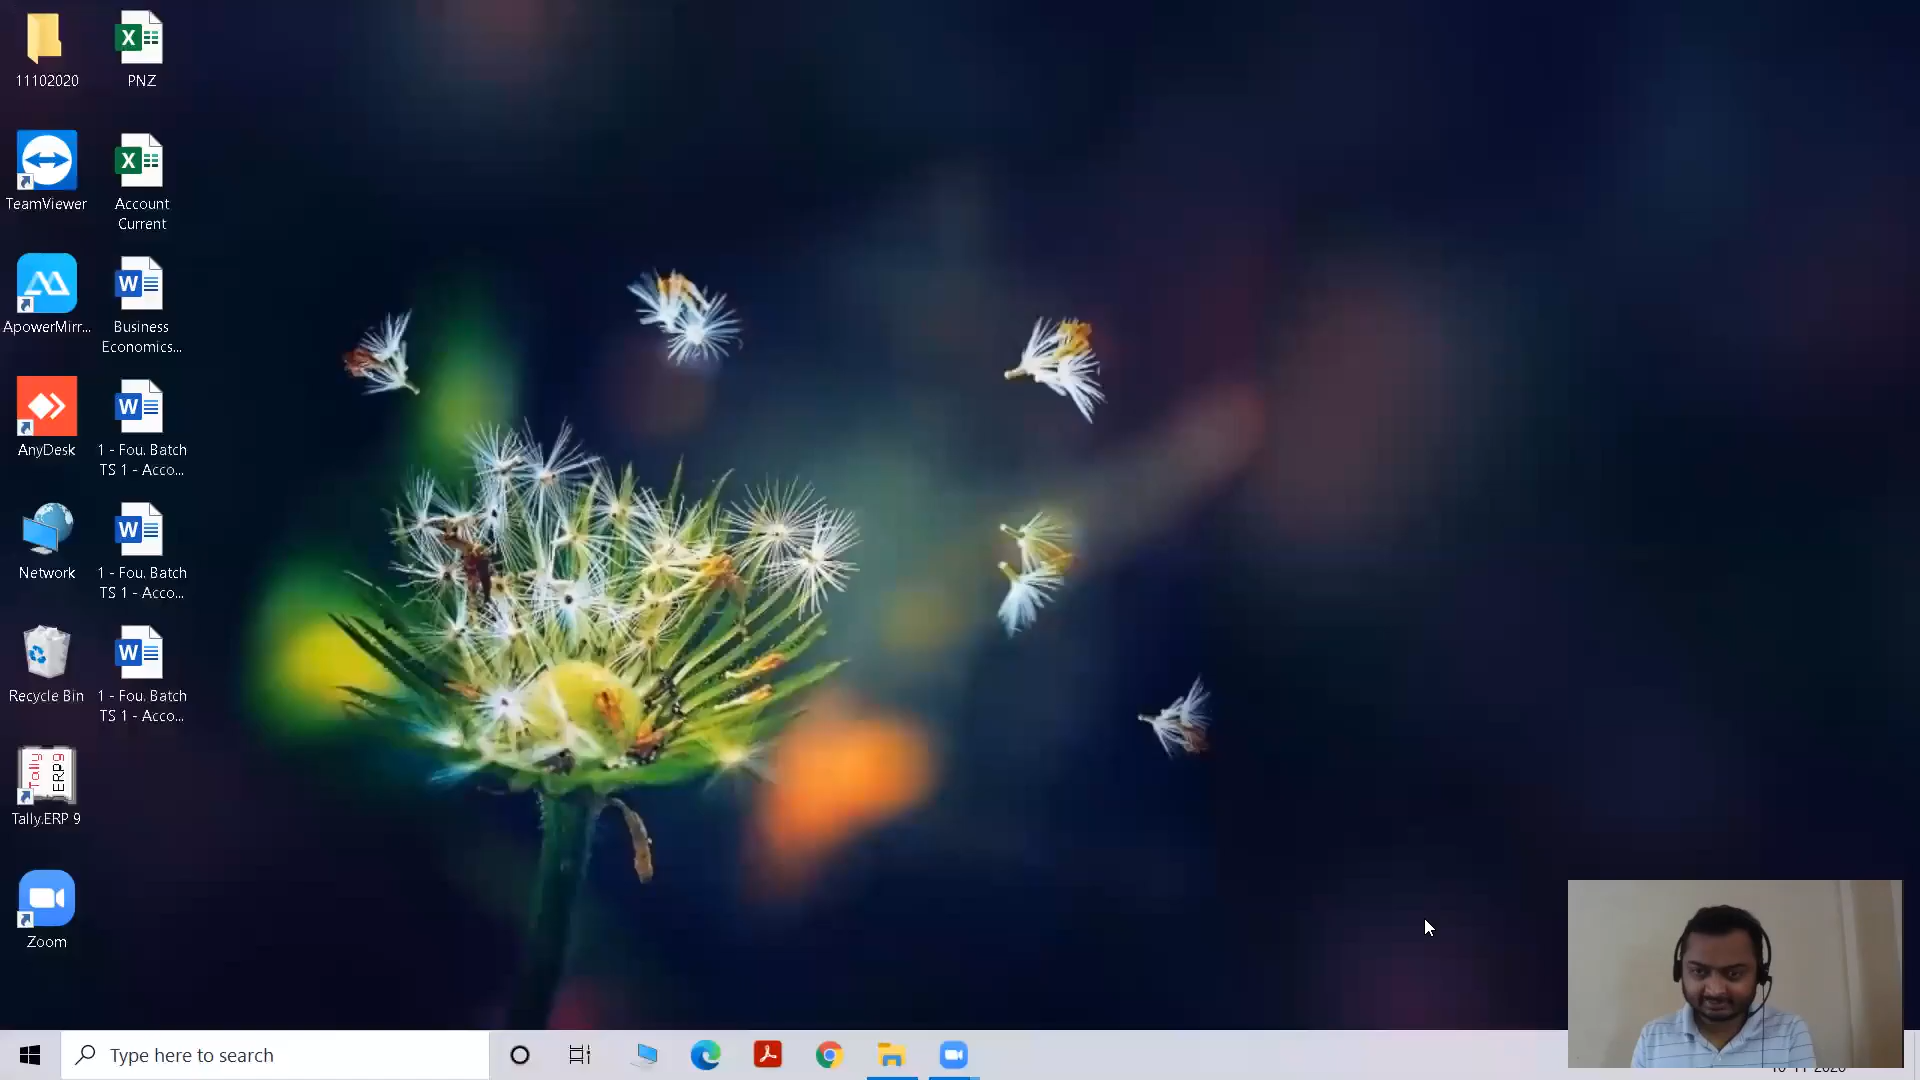 11102020
PNZ
TeamViewer
Account
Current
ApowerMirr...
Business
Economics...
AnyDesk
1 - Fou. Batch
TS 1 - Acco...
Network
1 - Fou. Batch
TS 1 - Acco...
Recycle Bin
1 - Fou. Batch
TS 1 - Acco...
Tally
ERP9
Tally.ERP 9
Zoom
Type here to search